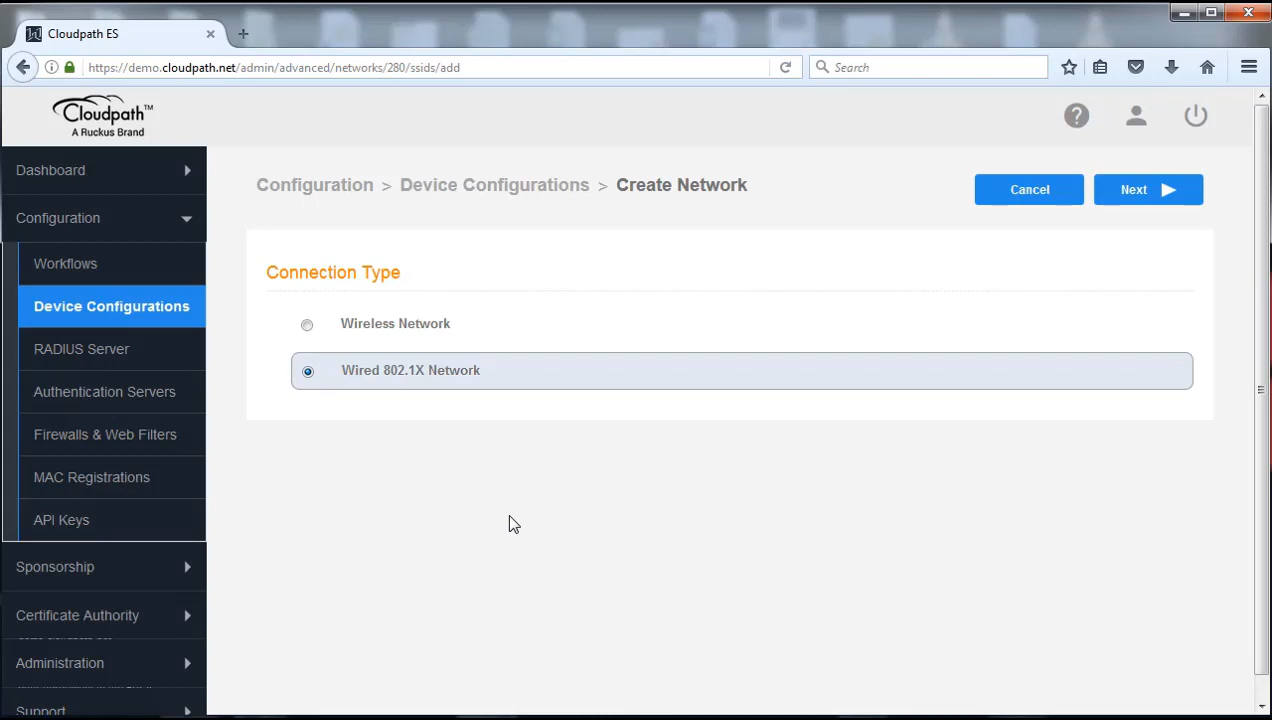 Cloudpath ES
https://demo.cloudpath.net/admin/advanced/networks/280/ssids/add
Search
Cloudpath™
A Ruckus Brand
Dashboard
Configuration
Workflows
Device Configurations
RADIUS Server
Authentication Servers
Firewalls & Web Filters
MAC Registrations
API Keys
Sponsorship
Certificate Authority
Administration
Support
Configuration > Device Configurations > Create Network
Cancel
Next
Connection Type
Wireless Network
Wired 802.1X Network